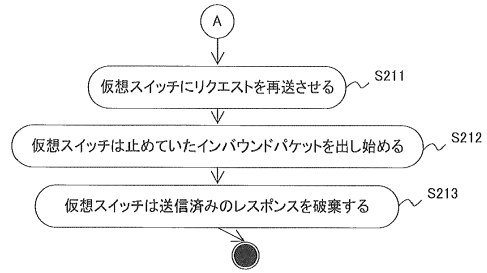 A
仮想スイッチにリクエストを再送させる
S211
仮想スイッチは止めていたインバウンドパケットを出し始める
S212
仮想スイッチは送信済みのレスポンスを破棄する
S213